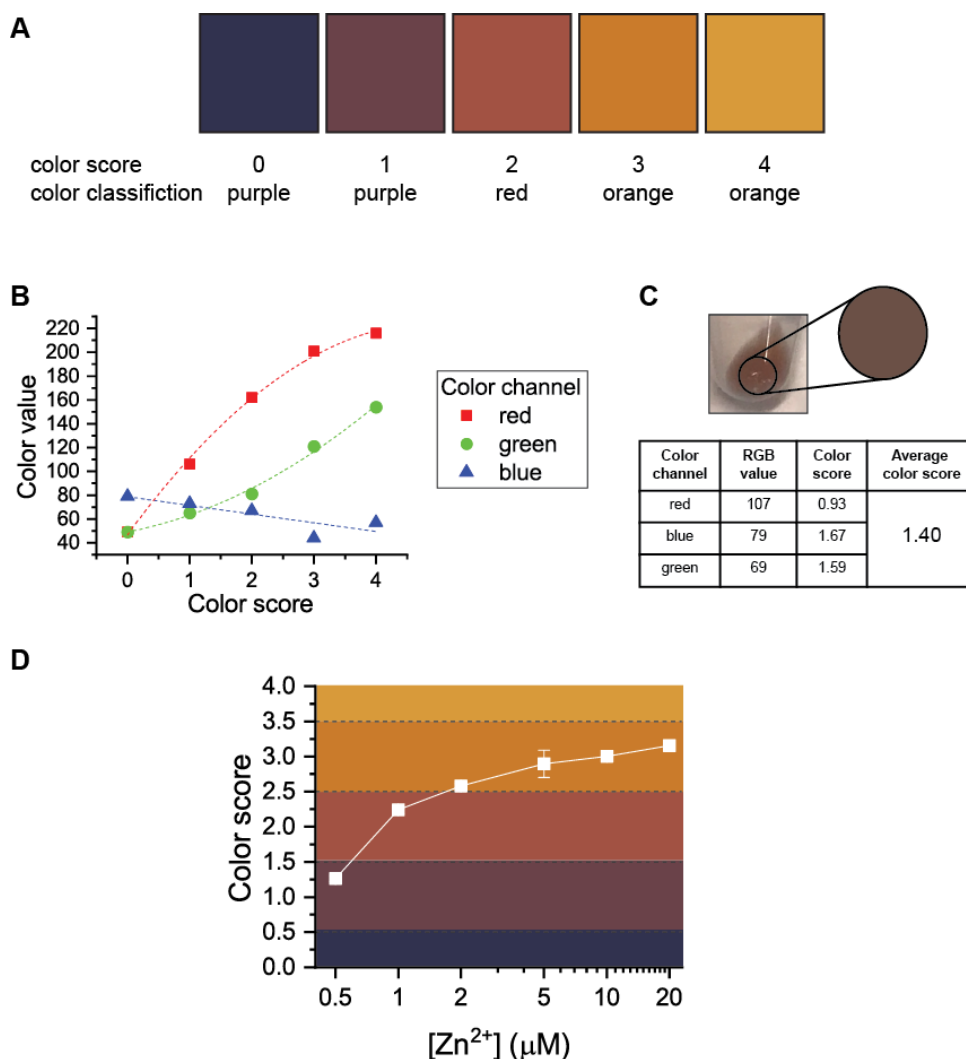 A
color score 0 1 2 3 4
color classifiction purple purple red orange orange
B
Color value
220
200
180
160
140
120
100
80
60
40
0 1 2 3 4
Color score
Color channel
red
green
blue
C
Color channel RGB value Color score Average color score
red 107 0.93 1.40
blue 79 1.67
green 69 1.59
D
Color score
4.0
3.5
3.0
2.5
2.0
1.5
1.0
0.5
0.0
0.5 1 2 5 10 20
[Zn²⁺] (μM)